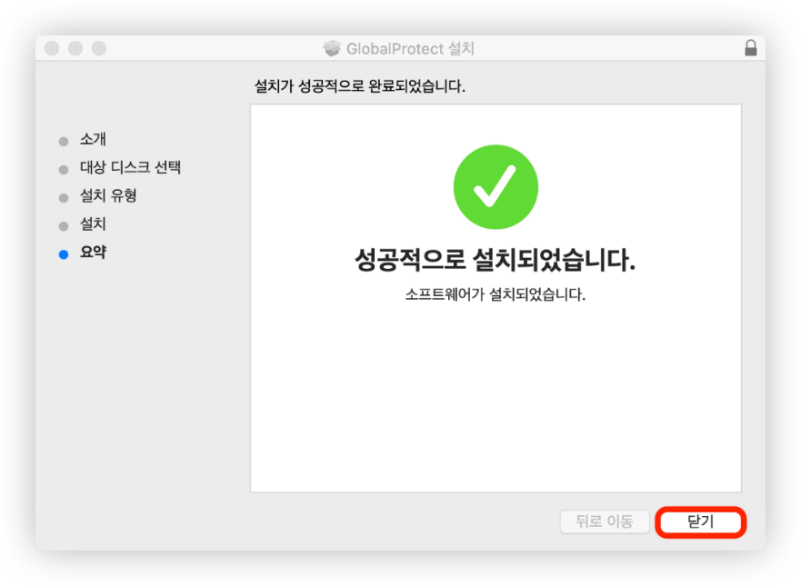 GlobalProtect 설치
설치가 성공적으로 완료되었습니다.
소개
대상 디스크 선택
설치 유형
설치
요약
성공적으로 설치되었습니다.
소프트웨어가 설치되었습니다.
뒤로 이동
닫기